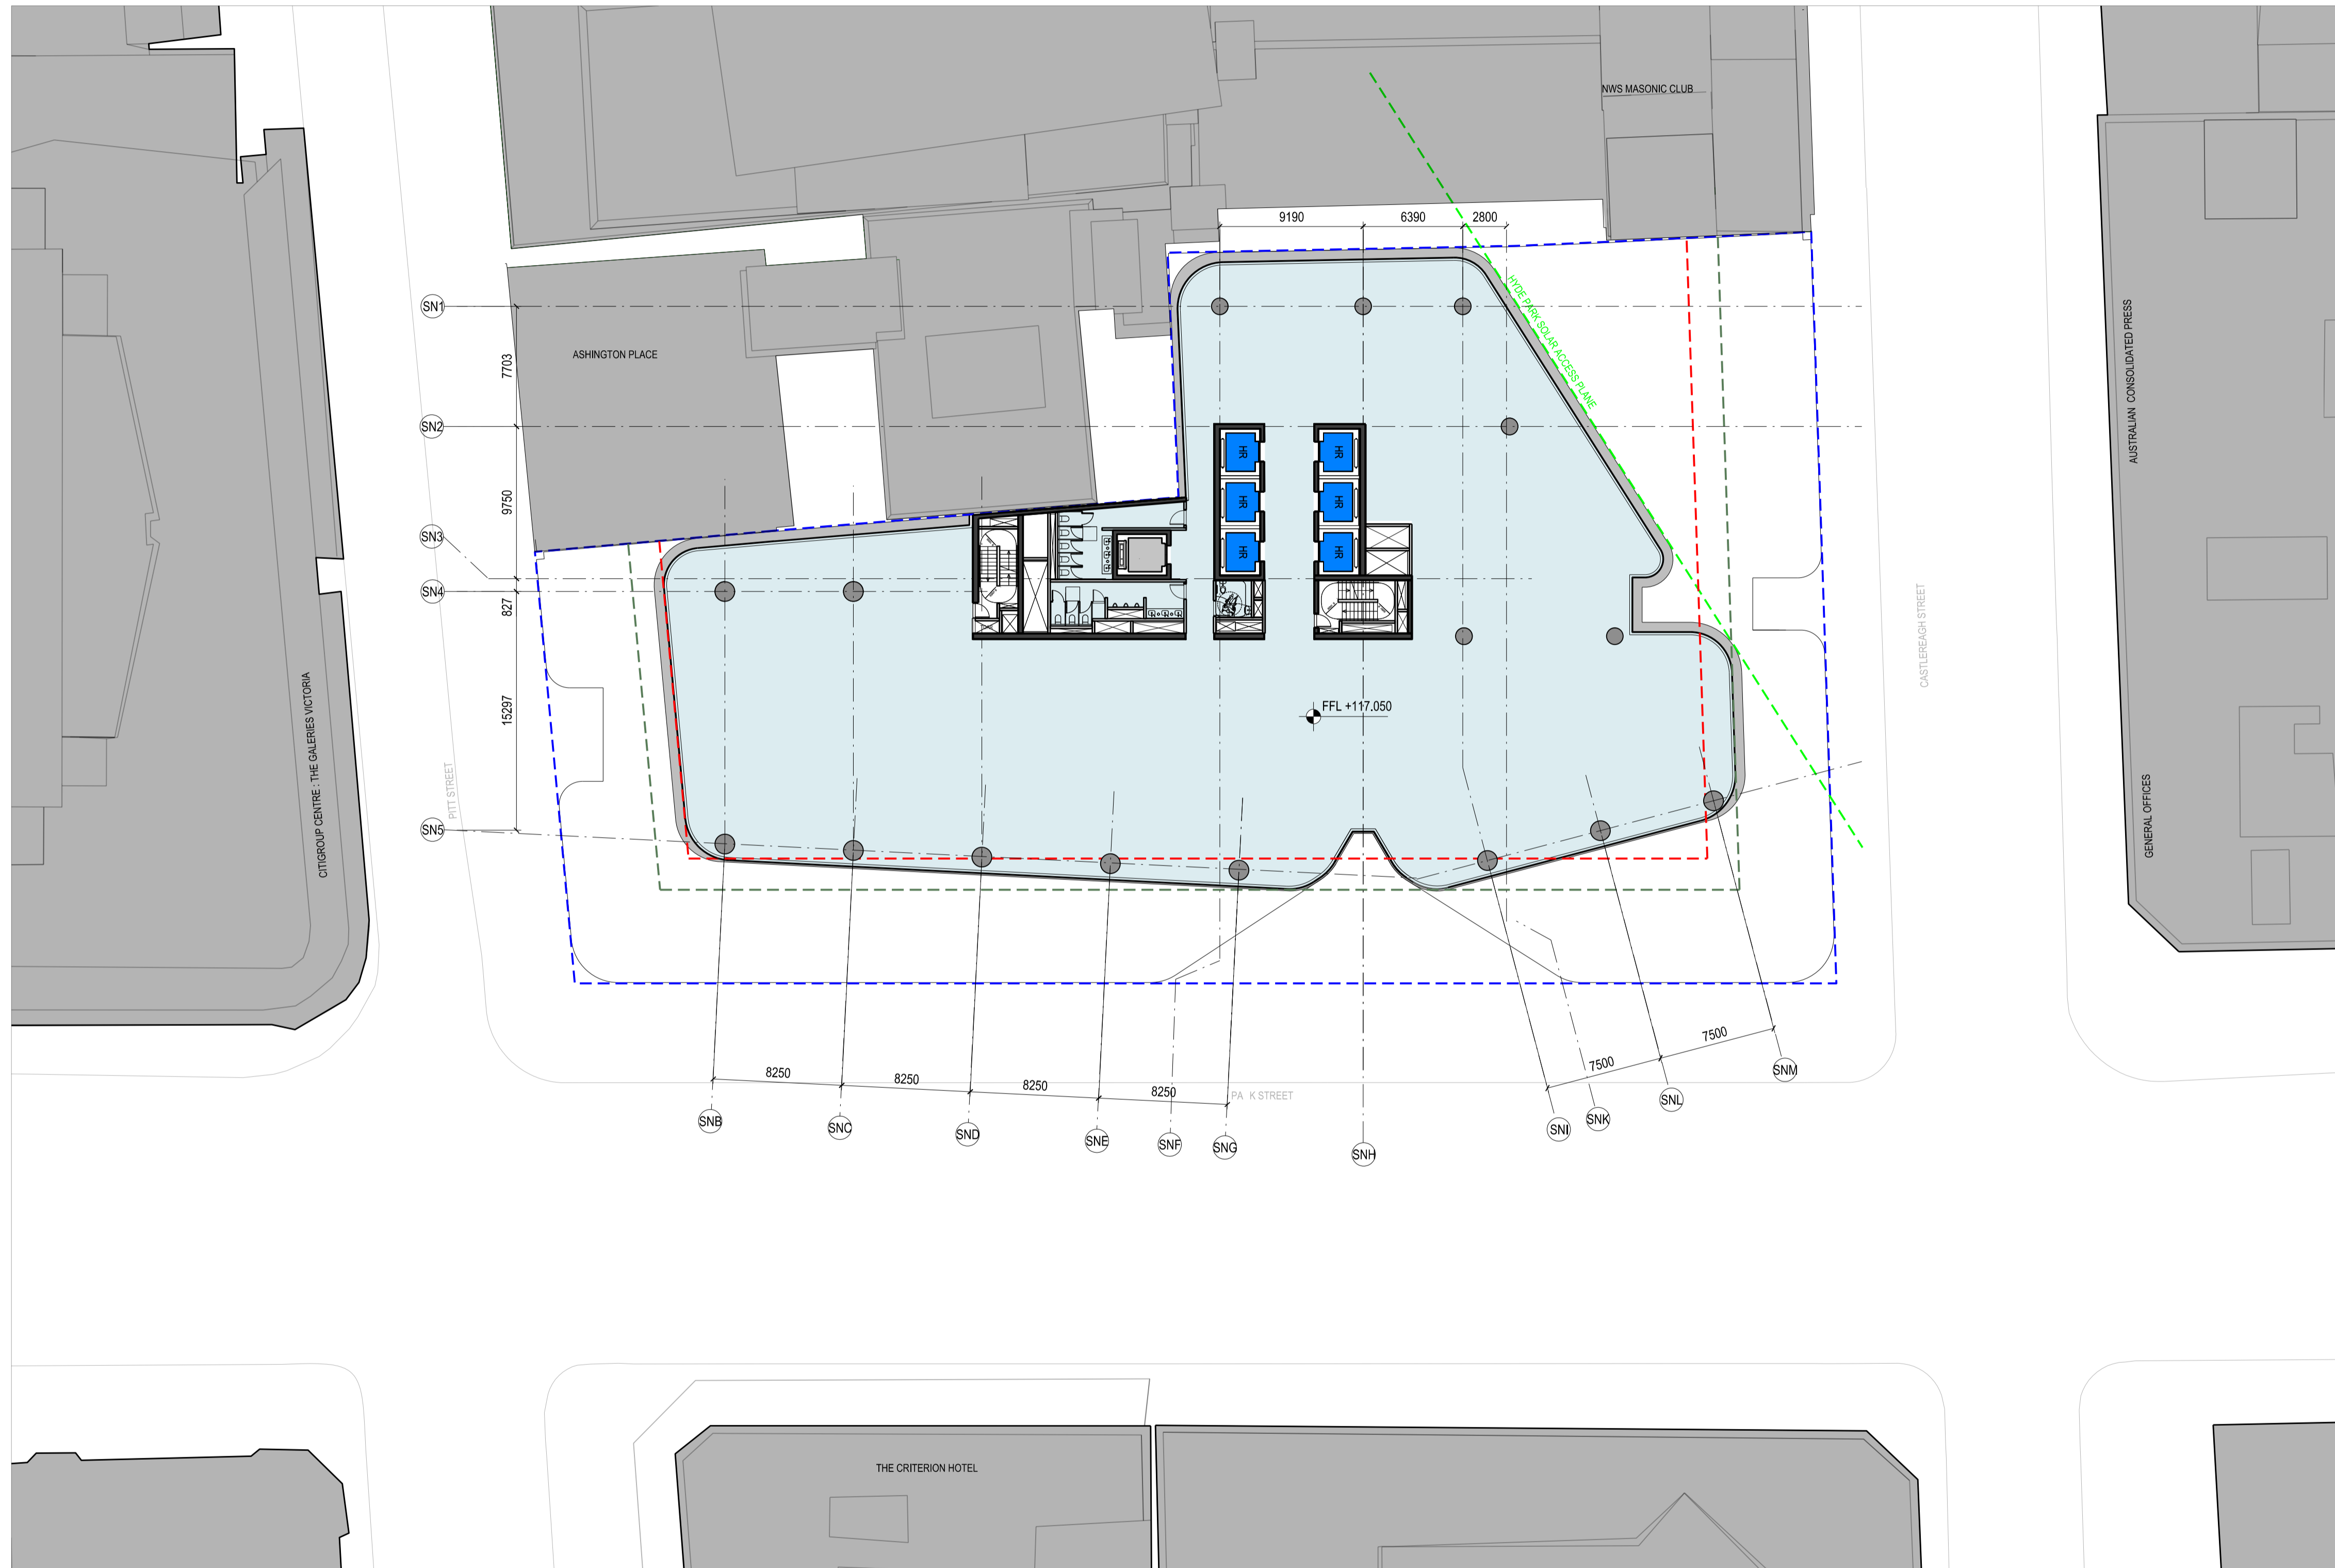 NWS MASONIC CLUB
9190
6390
2800
HYDE PARK SOLAR ACCESS PLANE
SN1
ASHINGTON PLACE
7703
SN2
HR
HR
9750
HR
HR
SN3
HR
HR
SN4
827
15297
FFL +117.050
SN5
PITT STREET
CITIGROUP CENTRE : THE GALERIES VICTORIA
CASTLEREAGH STREET
AUSTRALIAN CONSOLIDATED PRESS
GENERAL OFFICES
8250
8250
8250
8250
7500
7500
PA K STREET
SNB
SNC
SND
SNE
SNF
SNG
SNH
SNI
SNK
SNL
SNM
THE CRITERION HOTEL